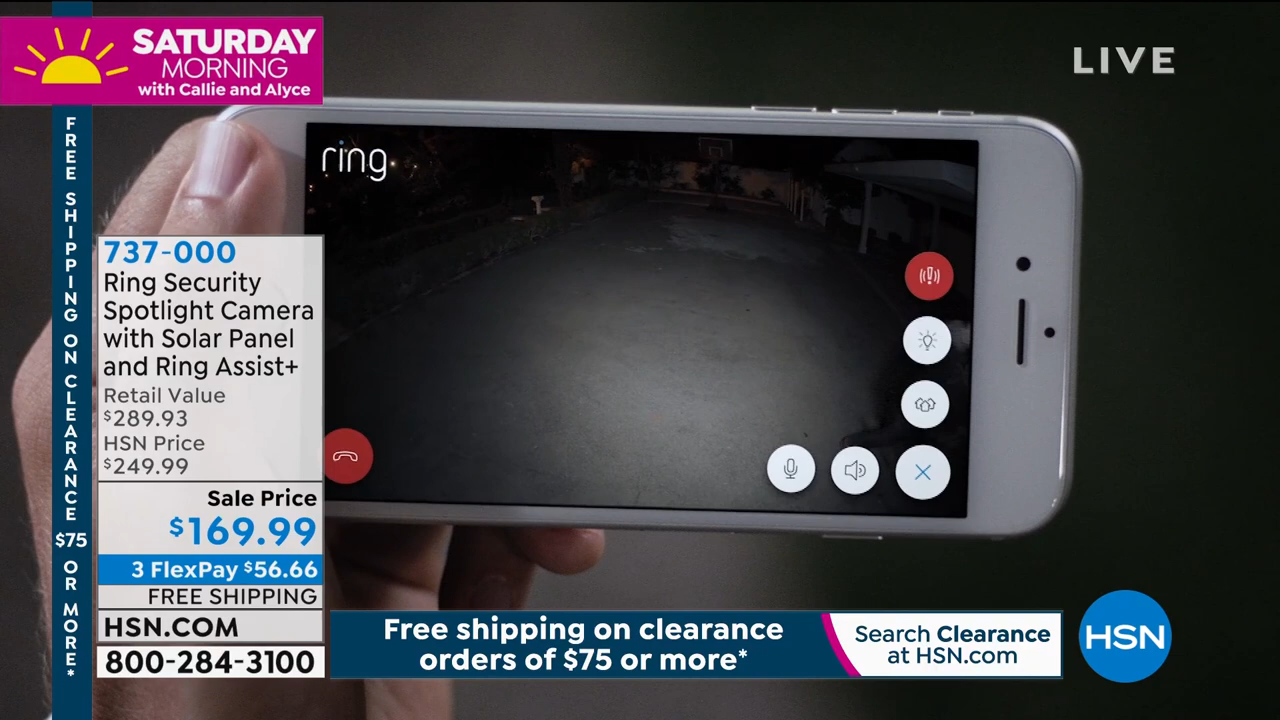 SATURDAY
MORNING
with Callie and Alyce
LIVE
FREE SHIPPING ON CLEARANCE $75 OR MORE*
ring
737-000
Ring Security
Spotlight Camera
with Solar Panel
and Ring Assist+
Retail Value
$289.93
HSN Price
$249.99
Sale Price
$169.99
3 FlexPay $56.66
FREE SHIPPING
HSN.COM
800-284-3100
Free shipping on clearance
orders of $75 or more*
Search Clearance
at HSN.com
HSN